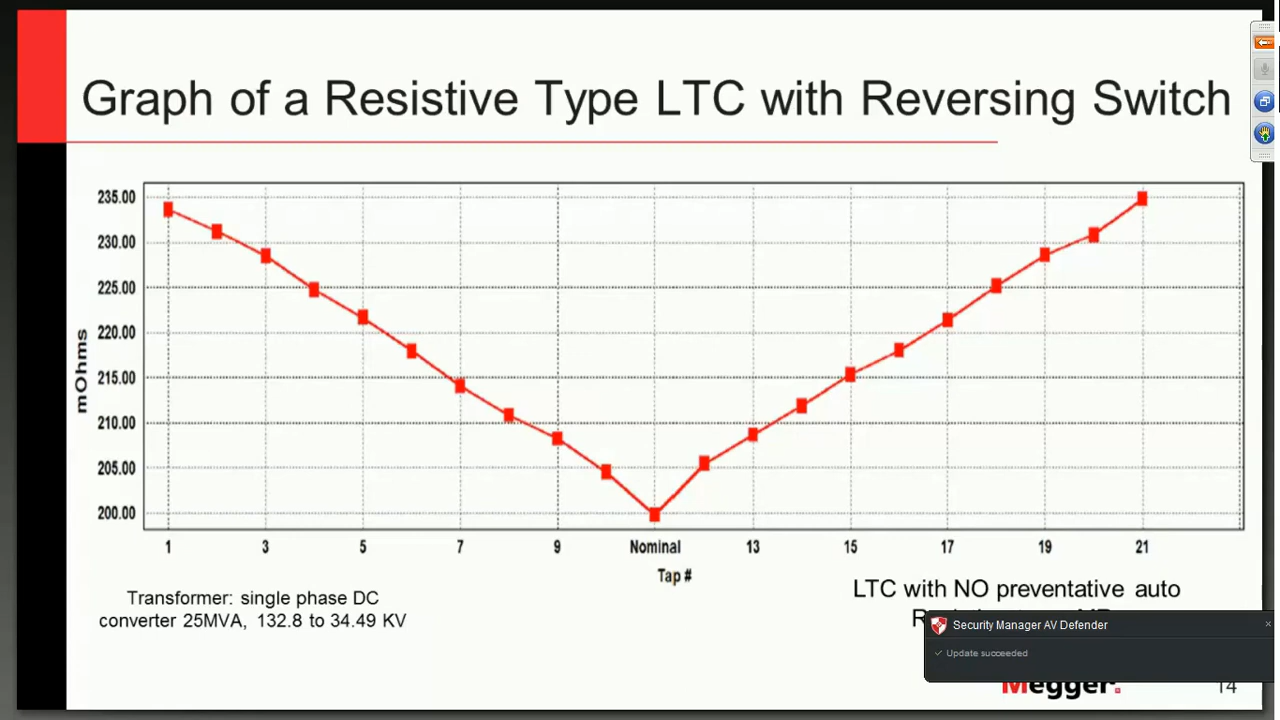 Graph of a Resistive Type LTC with Reversing Switch
235.00
230.00
225.00
220.00
215.00
210.00
205.00
200.00
mOhms
1 3 5 7 9 Nominal 13 15 17 19 21
Tap #
Transformer: single phase DC
converter 25MVA, 132.8 to 34.49 KV
LTC with NO preventative auto
Security Manager AV Defender
Update succeeded
Megger.
14